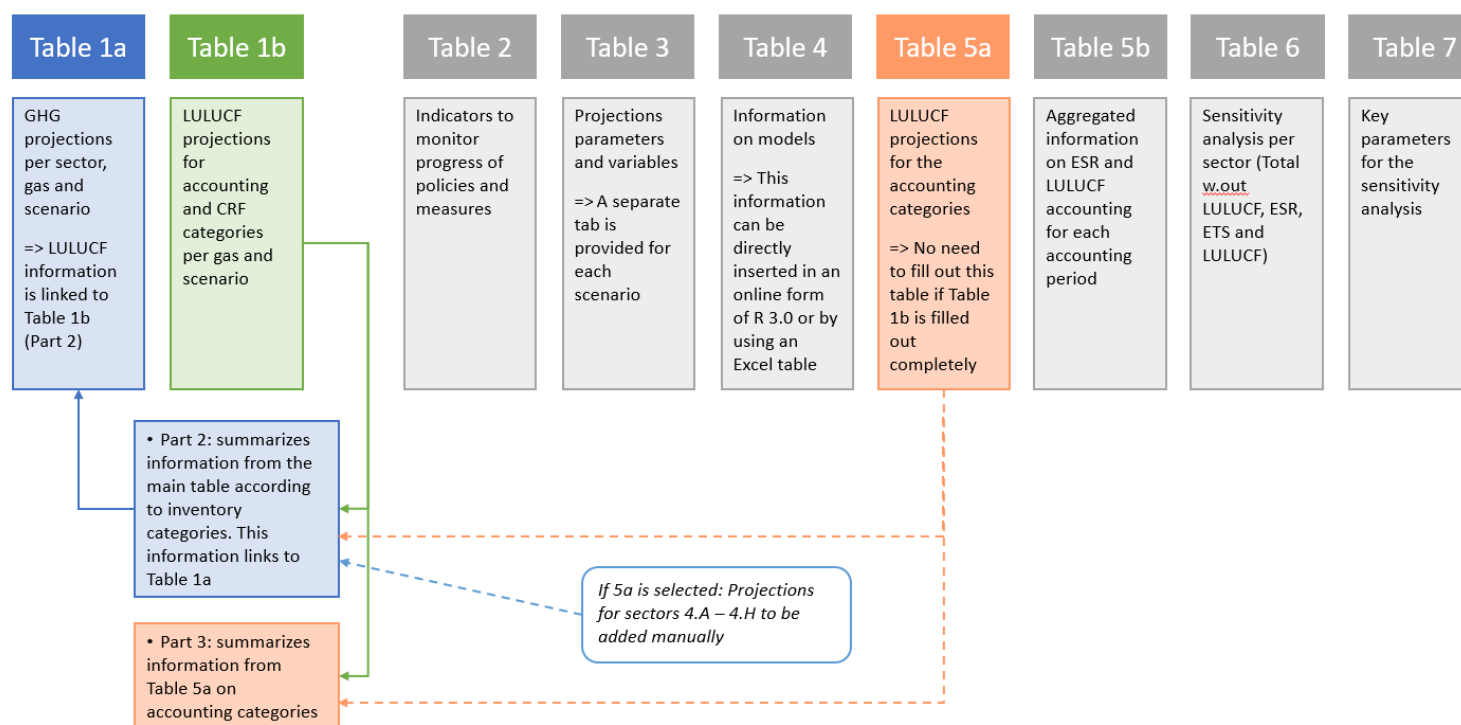 Table 1a
Table 1b
Table 2
Table 3
Table 4
Table 5a
Table 5b
Table 6
Table 7
GHG
projections
per sector,
gas and
scenario
=> LULUCF
information
is linked to
Table 1b
(Part 2)
LULUCF
projections
for
accounting
and CRF
categories
per gas and
scenario
Indicators to
monitor
progress of
policies and
measures
Projections
parameters
and variables
=> A separate
tab is
provided for
each
scenario
Information
on models
=> This
information
can be
directly
inserted in an
online form
of R 3.0 or by
using an
Excel table
LULUCF
projections
for the
accounting
categories
=> No need
to fill out this
table if Table
1b is filled
out
completely
Aggregated
information
on ESR and
LULUCF
accounting
for each
accounting
period
Sensitivity
analysis per
sector (Total
w.out
LULUCF, ESR,
ETS and
LULUCF)
Key
parameters
for the
sensitivity
analysis
• Part 2: summarizes
information from the
main table according
to inventory
categories. This
information links to
Table 1a
If 5a is selected: Projections
for sectors 4.A – 4.H to be
added manually
• Part 3: summarizes
information from
Table 5a on
accounting categories